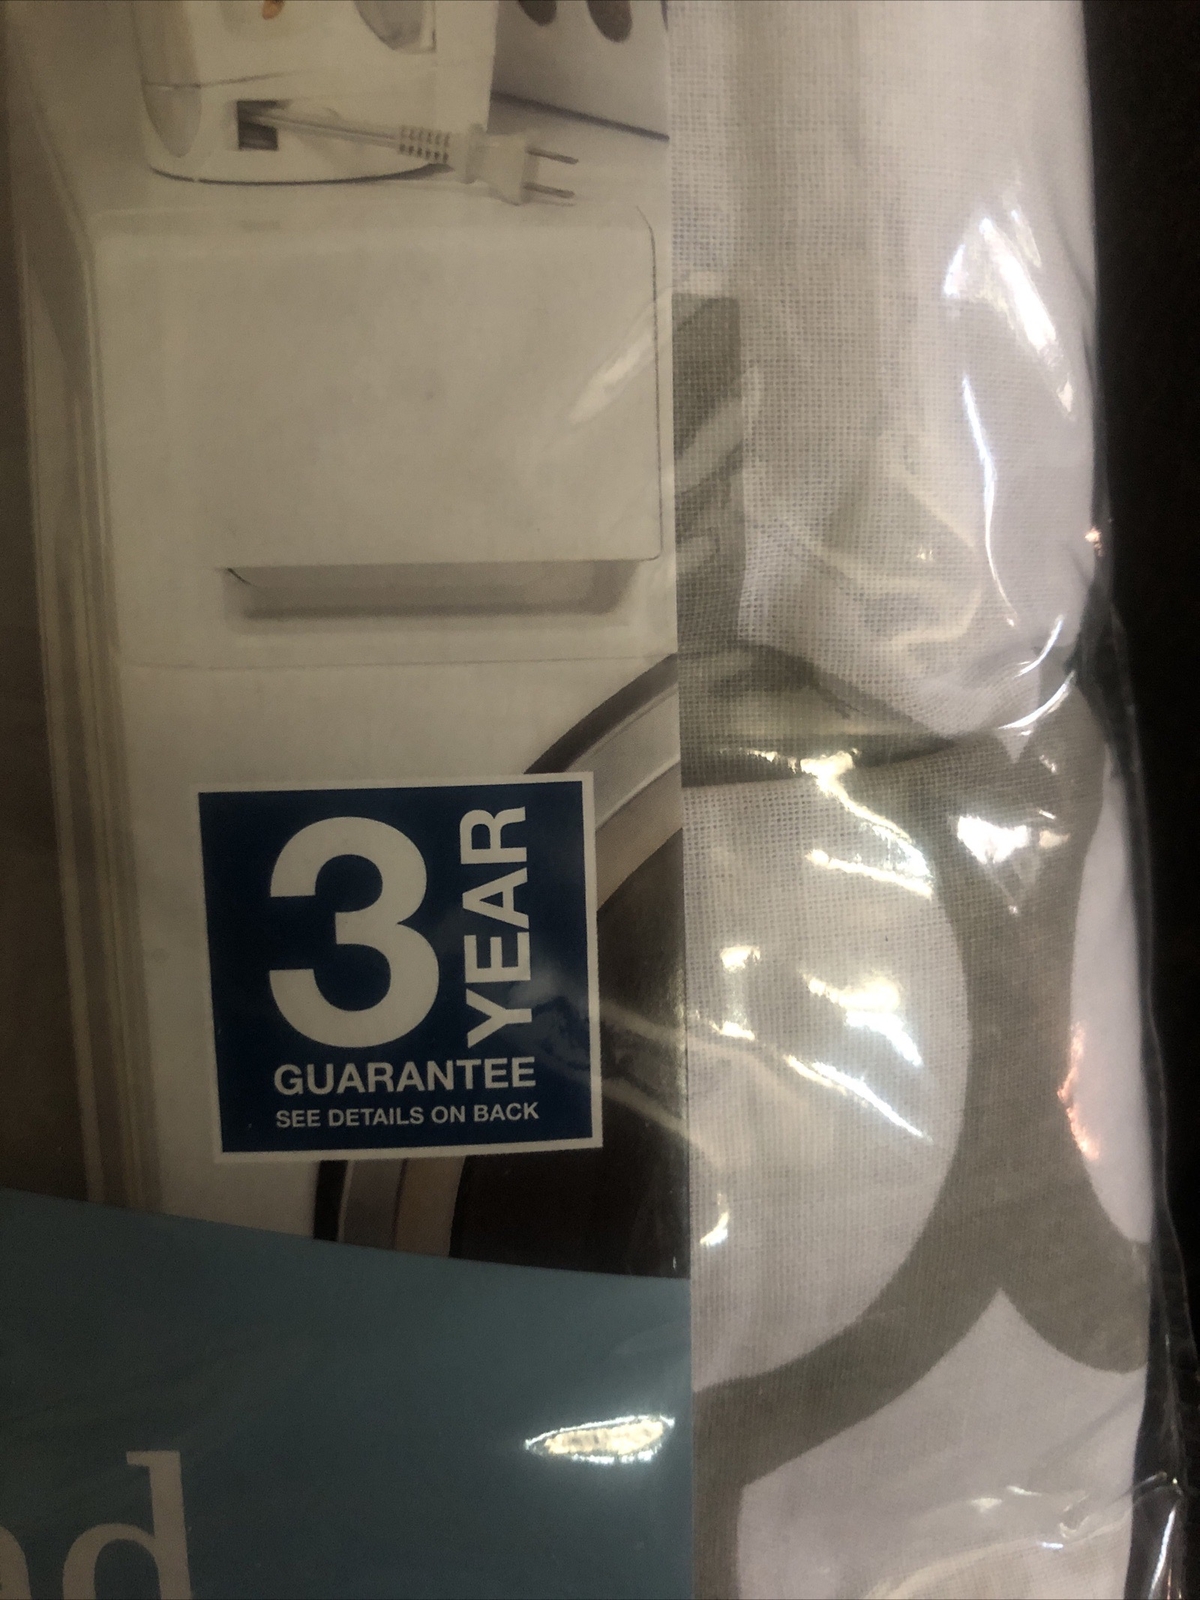 3 YEAR
GUARANTEE
SEE DETAILS ON BACK